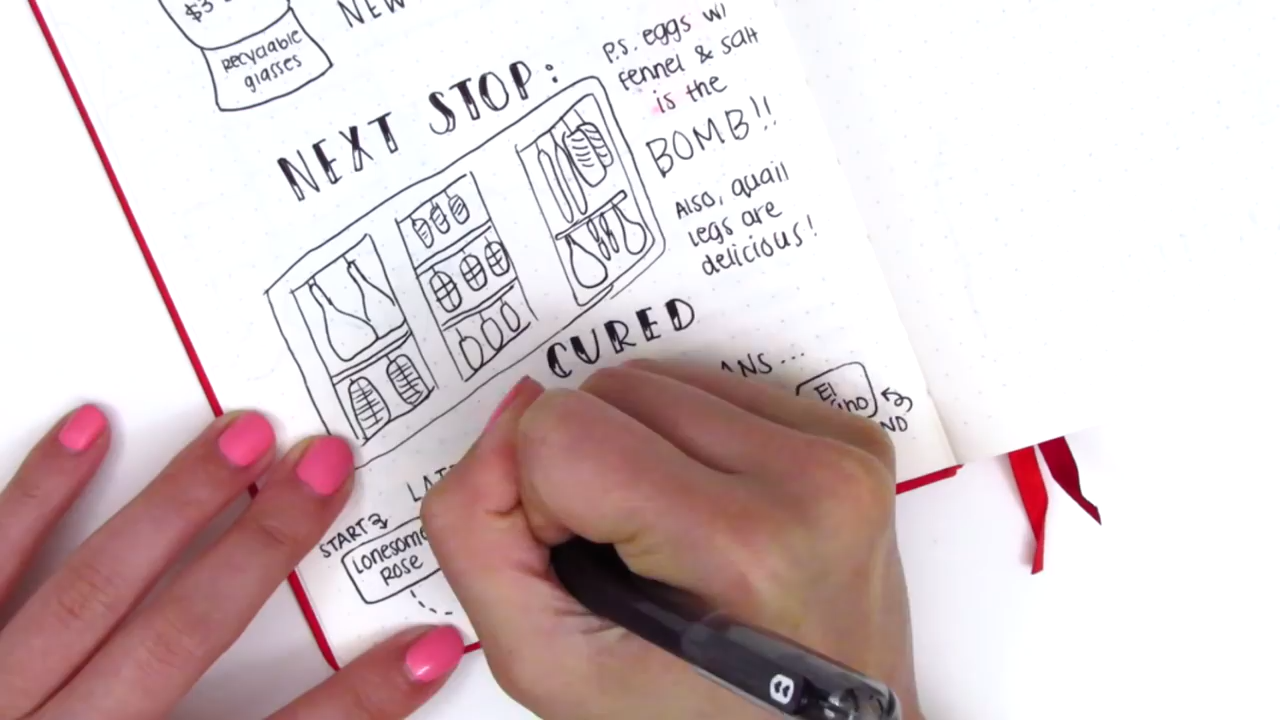 $3
recyclable
glasses
NEW
NEXT STOP:
p.s. eggs w/
fennel & salt
is the
BOMB!!
Also, quail
legs are
delicious!
CURED
START
Lonesome
Rose
El